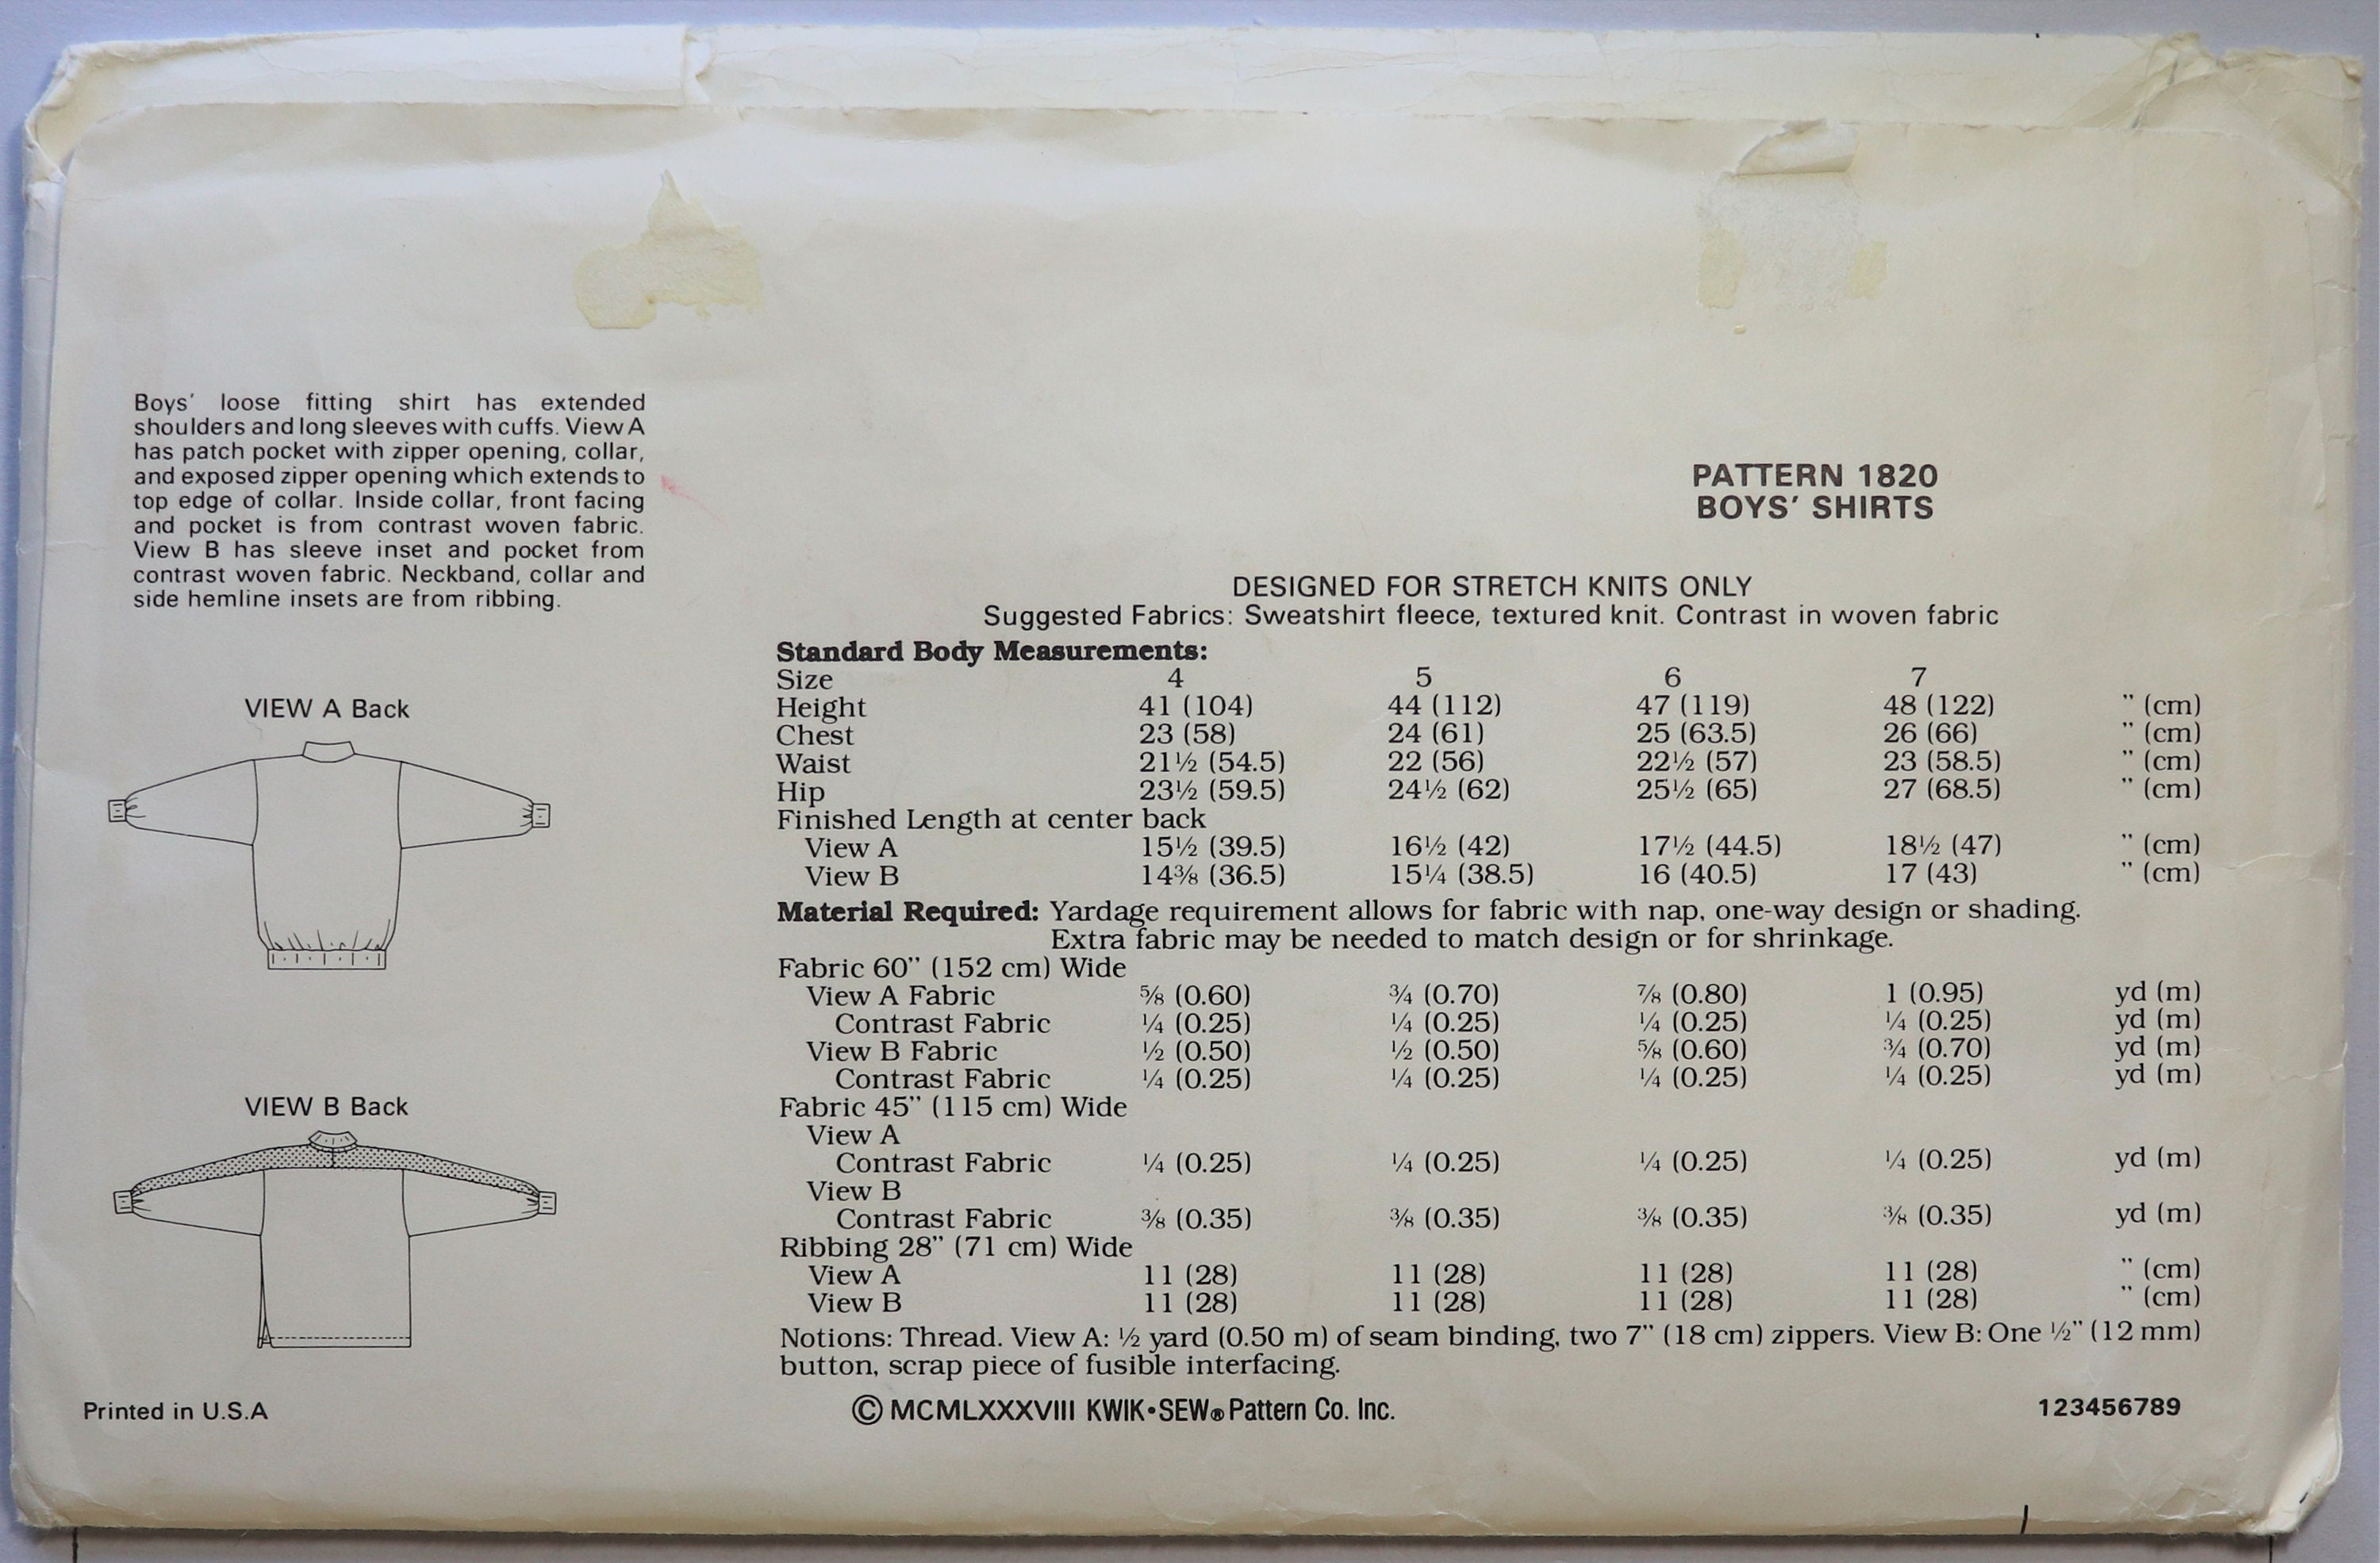 Boys' loose fitting shirt has extended
shoulders and long sleeves with cuffs. View A
has patch pocket with zipper opening, collar,
and exposed zipper opening which extends to
top edge of collar. Inside collar, front facing
and pocket is from contrast woven fabric.
View B has sleeve inset and pocket from
contrast woven fabric. Neckband, collar and
side hemline insets are from ribbing.
VIEW A Back
VIEW B Back
Printed in U.S.A
PATTERN 1820
BOYS' SHIRTS
DESIGNED FOR STRETCH KNITS ONLY
Suggested Fabrics: Sweatshirt fleece, textured knit. Contrast in woven fabric
Standard Body Measurements:
Size 4 5 6 7
Height 41 (104) 44 (112) 47 (119) 48 (122) " (cm)
Chest 23 (58) 24 (61) 25 (63.5) 26 (66) " (cm)
Waist 21½ (54.5) 22 (56) 22½ (57) 23 (58.5) " (cm)
Hip 23½ (59.5) 24½ (62) 25½ (65) 27 (68.5) " (cm)
Finished Length at center back
View A 15½ (39.5) 16½ (42) 17½ (44.5) 18½ (47) " (cm)
View B 14⅜ (36.5) 15¼ (38.5) 16 (40.5) 17 (43) " (cm)
Material Required: Yardage requirement allows for fabric with nap, one-way design or shading.
Extra fabric may be needed to match design or for shrinkage.
Fabric 60" (152 cm) Wide
View A Fabric ⅝ (0.60) ¾ (0.70) ⅞ (0.80) 1 (0.95) yd (m)
Contrast Fabric ¼ (0.25) ¼ (0.25) ¼ (0.25) ¼ (0.25) yd (m)
View B Fabric ½ (0.50) ½ (0.50) ⅝ (0.60) ¾ (0.70) yd (m)
Contrast Fabric ¼ (0.25) ¼ (0.25) ¼ (0.25) ¼ (0.25) yd (m)
Fabric 45" (115 cm) Wide
View A
Contrast Fabric ¼ (0.25) ¼ (0.25) ¼ (0.25) ¼ (0.25) yd (m)
View B
Contrast Fabric ⅜ (0.35) ⅜ (0.35) ⅜ (0.35) ⅜ (0.35) yd (m)
Ribbing 28" (71 cm) Wide
View A 11 (28) 11 (28) 11 (28) 11 (28) " (cm)
View B 11 (28) 11 (28) 11 (28) 11 (28) " (cm)
Notions: Thread. View A: ½ yard (0.50 m) of seam binding, two 7" (18 cm) zippers. View B: One ½" (12 mm)
button, scrap piece of fusible interfacing.
© MCMLXXXVIII KWIK•SEW® Pattern Co. Inc.
123456789